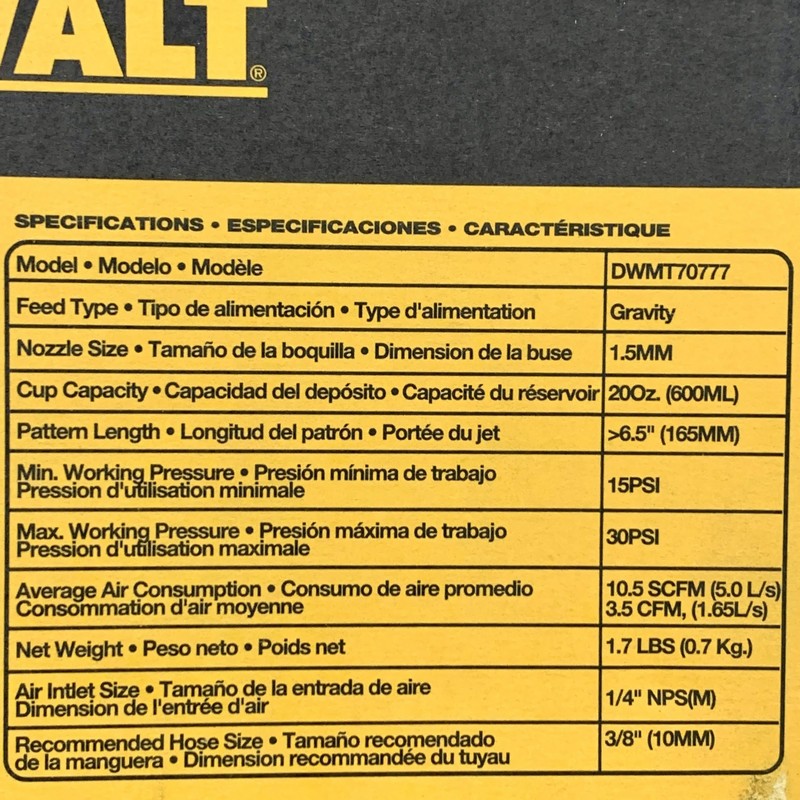 WALT®
SPECIFICATIONS • ESPECIFICACIONES • CARACTÉRISTIQUE
Model • Modelo • Modèle DWMT70777
Feed Type • Tipo de alimentación • Type d'alimentation Gravity
Nozzle Size • Tamaño de la boquilla • Dimension de la buse 1.5MM
Cup Capacity • Capacidad del depósito • Capacité du réservoir 20Oz. (600ML)
Pattern Length • Longitud del patrón • Portée du jet >6.5" (165MM)
Min. Working Pressure • Presión mínima de trabajo
Pression d'utilisation minimale 15PSI
Max. Working Pressure • Presión máxima de trabajo
Pression d'utilisation maximale 30PSI
Average Air Consumption • Consumo de aire promedio 10.5 SCFM (5.0 L/s)
Consommation d'air moyenne 3.5 CFM, (1.65L/s)
Net Weight • Peso neto • Poids net 1.7 LBS (0.7 Kg.)
Air Intlet Size • Tamaño de la entrada de aire
Dimension de l'entrée d'air 1/4" NPS(M)
Recommended Hose Size • Tamaño recomendado 3/8" (10MM)
de la manguera • Dimension recommandée du tuyau